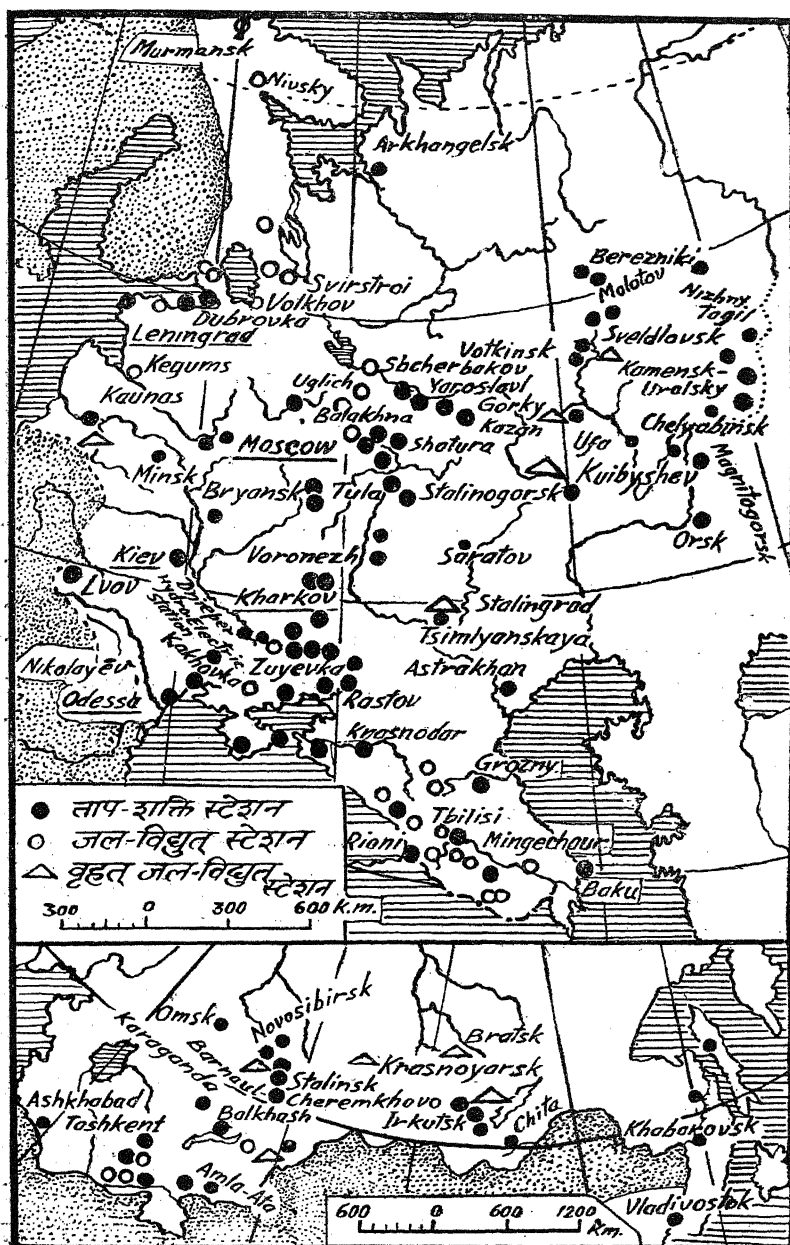 Murmansk
Nivsky
Arkhangelsk
Berezniki
Molotov
Nizhny
Tagil
Svirstroi
Volkhov
Dubrovka
Leningrad
Sveldlovsk
Votkinsk
Kegums
Sbcherbakov
Kamensk-
Uralsky
Uglich
Yaroslavl
Kaunas
Gorky
Balakhna
Kazan
Chelyabinsk
Moscow
Shatura
Ufa
Magnitogorsk
Minsk
Kuibyshev
Bryansk
Tula
Stalinogorsk
Orsk
Kiev
Voronezh
Saratov
Lvov
Dnieper
Hydro-Electric
Station
Kharkov
Stalingrad
Tsimlyanskaya
Kakhovka
Zuyevka
Astrakhan
Nikolayev
Odessa
Rastov
Krasnodar
Grozny
Tbilisi
Rioni
Mingechaur
Baku
ताप-शक्ति स्टेशन
जल-विद्युत् स्टेशन
वृहत् जल-विद्युत्
स्टेशन
300 0 300 600 k.m.
Omsk
Novosibirsk
Karaganda
Barnaul
Bratsk
Krasnoyarsk
Stalinsk
Ashkhabad
Cheremkhovo
Tashkent
Balkhash
Irkutsk
Chita
Khabakovsk
Amla-Ata
Vladivostok
600 0 600 1200
km.